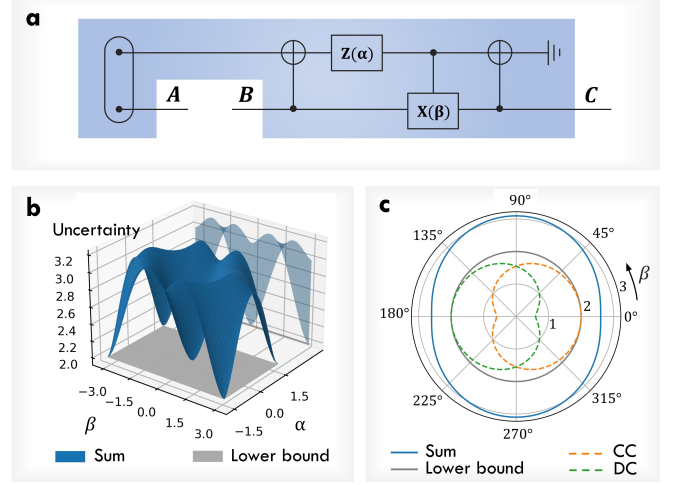 a
Z(α)
A
B
X(β)
C
b
Uncertainty
3.2
3.0
2.8
2.6
2.4
2.2
2.0
−3.0
−1.5
0.0
1.5
3.0
β
−1.5
0.0
1.5
α
Sum
Lower bound
c
90°
135°
45°
β
3
180°
1
2
0°
225°
315°
270°
Sum
CC
Lower bound
DC